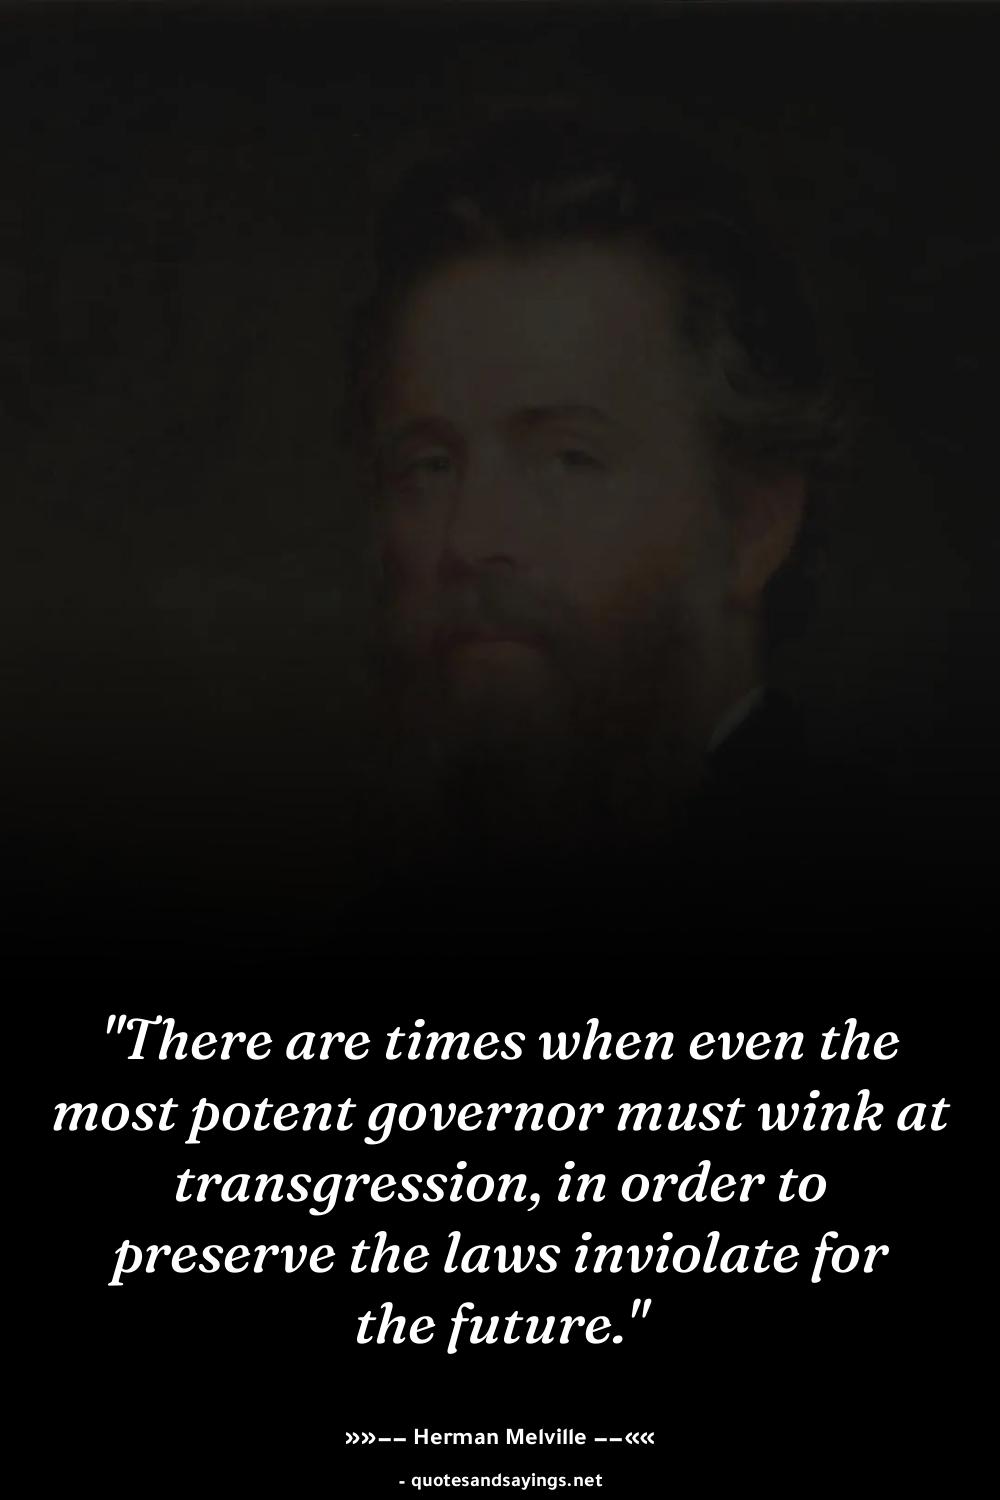 "There are times when even the
most potent governor must wink at
transgression, in order to
preserve the laws inviolate for
the future."
»»−− Herman Melville −−««
- quotesandsayings.net